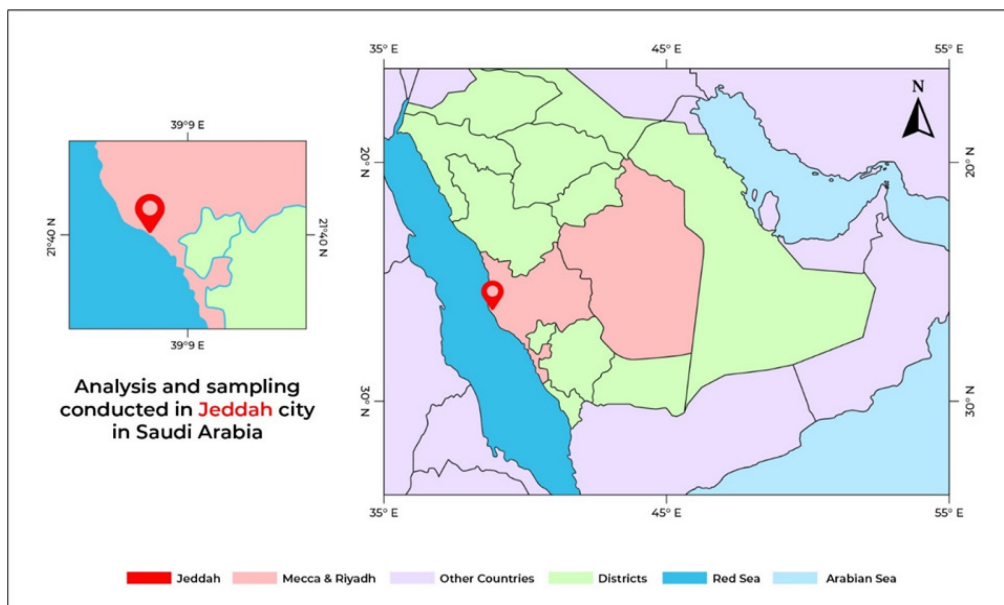 35° E
45° E
55° E
N
20° N
20° N
39°9 E
21°40 N
21°40 N
39°9 E
Analysis and sampling
conducted in Jeddah city
in Saudi Arabia
30° N
30° N
35° E
45° E
55° E
Jeddah
Mecca & Riyadh
Other Countries
Districts
Red Sea
Arabian Sea